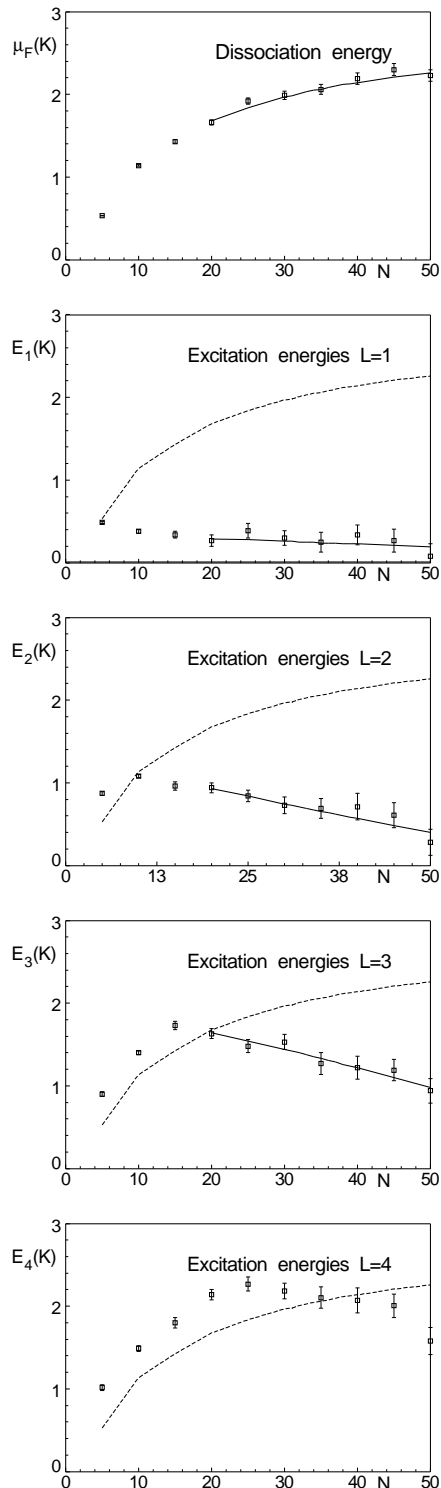 3
μF(K)
Dissociation energy
2
1
0
0 10 20 30 40 N 50
3
E1(K)
Excitation energies L=1
2
1
0
0 10 20 30 40 N 50
3
E2(K)
Excitation energies L=2
2
1
0
0 13 25 38 N 50
3
E3(K)
Excitation energies L=3
2
1
0
0 10 20 30 40 N 50
3
E4(K)
Excitation energies L=4
2
1
0
0 10 20 30 40 N 50